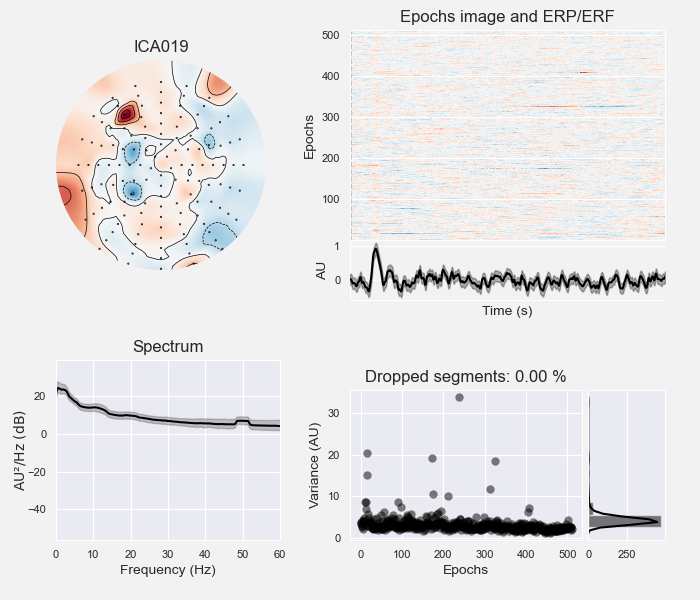 ICA019
Epochs image and ERP/ERF
Epochs
500
400
300
200
100
AU
1
0
Time (s)
Spectrum
AU²/Hz (dB)
20
0
−20
−40
0 10 20 30 40 50 60
Frequency (Hz)
Dropped segments: 0.00 %
Variance (AU)
30
20
10
0
0 100 200 300 400 500
Epochs
0 250